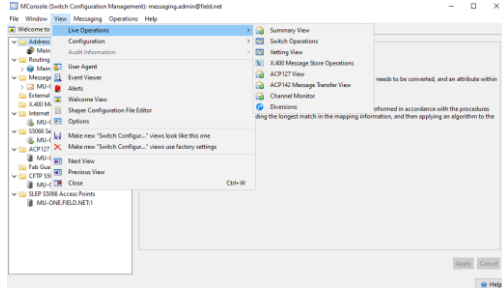 MConsole (Switch Configuration Management): messaging.admin@field.net
File Window View Messaging Operations Help
Welcome to
Live Operations
Configuration
Audit Information
User Agent
Event Viewer
Alerts
Welcome View
Shaper Configuration File Editor
Options
Make new "Switch Configur..." views look like this one
Make new "Switch Configur..." views use factory settings
Next View
Previous View
Close Ctrl+W
Summary View
Switch Operations
Vetting View
X.400 Message Store Operations
ACP127 View
ACP142 Message Transfer View
Channel Monitor
Diversions
Address
Main
Routing
Main
Message
MU-O
External
X.400 M
Internet
MU-O
S5066 Se
MU-O
ACP127
MU-O
Fab Gua
CFTP S5
MU-O
SLEP S5066 Access Points
MU-ONE.FIELD.NET:1
needs to be converted, and an attribute within
erformed in accordance with the procedures
ding the longest match in the mapping information, and then applying an algorithm to the
Apply Cancel
Help